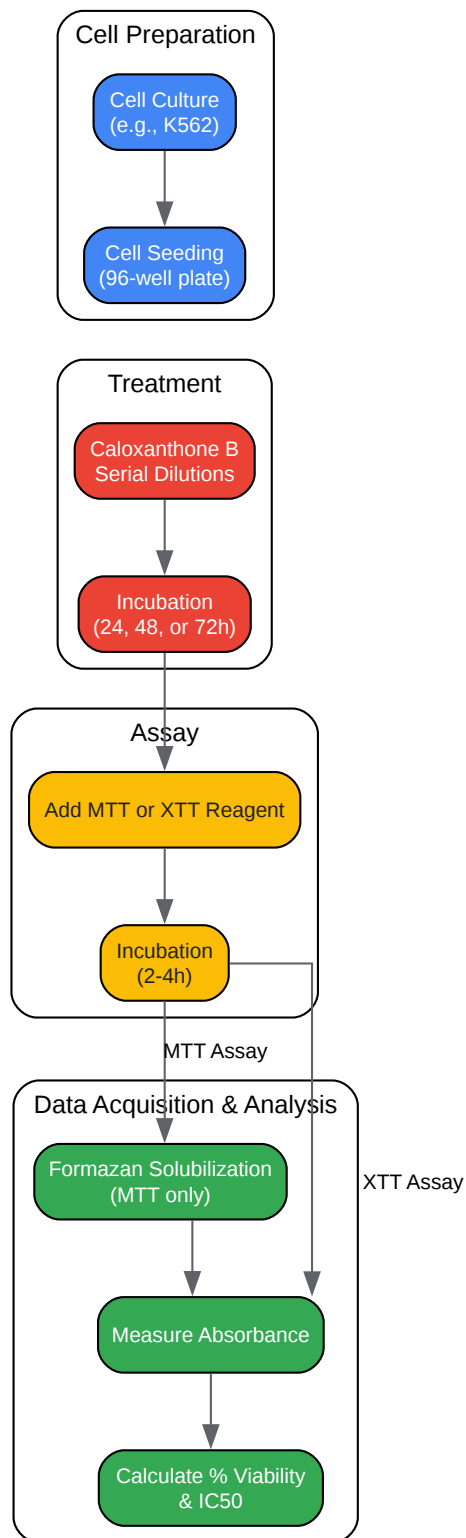 Cell Preparation
Cell Culture
(e.g., K562)
Cell Seeding
(96-well plate)
Treatment
Caloxanthone B
Serial Dilutions
Incubation
(24, 48, or 72h)
Assay
Add MTT or XTT Reagent
Incubation
(2-4h)
MTT Assay
Data Acquisition & Analysis
Formazan Solubilization
(MTT only)
XTT Assay
Measure Absorbance
Calculate % Viability
& IC50